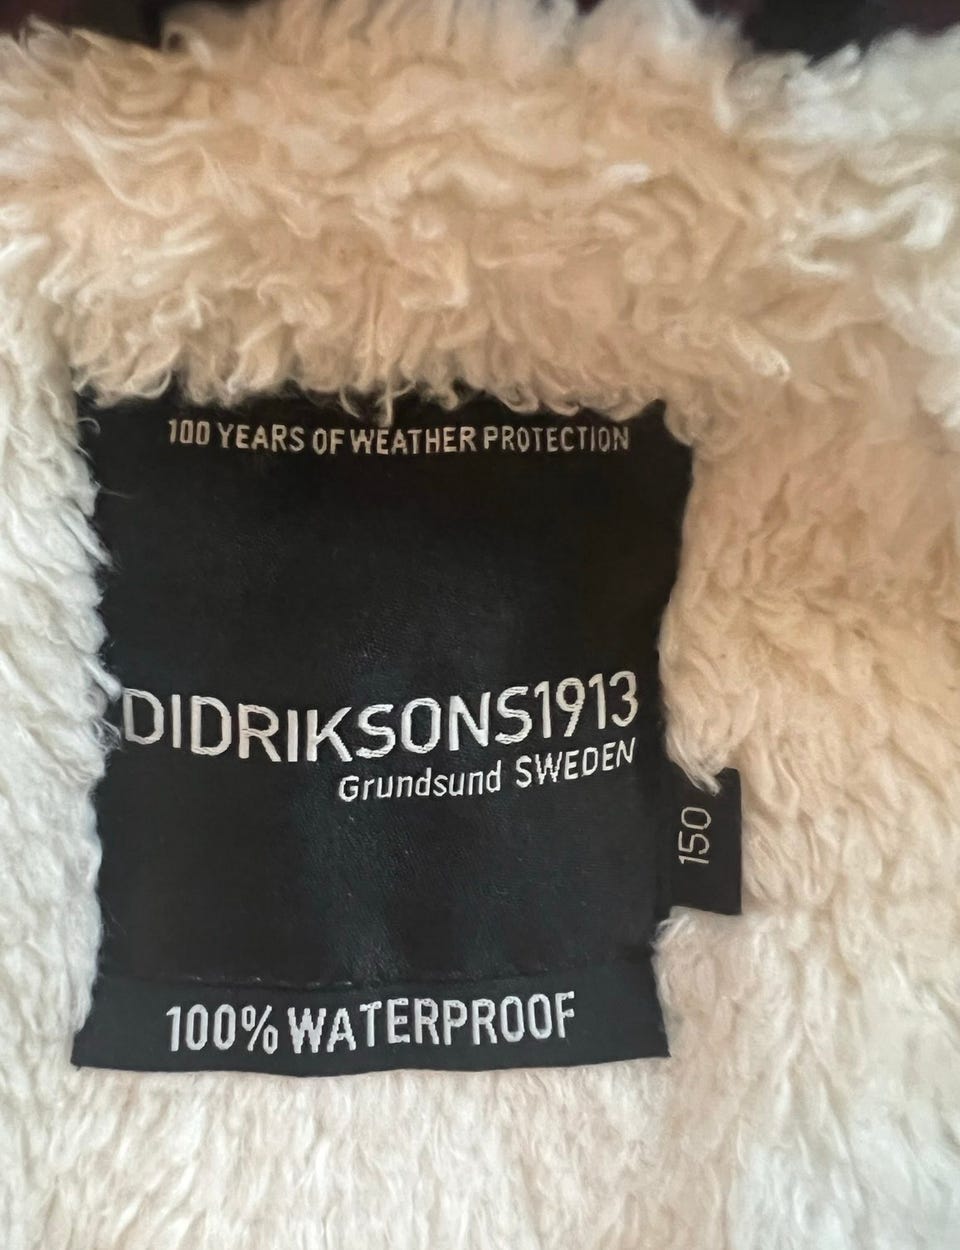 100 YEARS OF WEATHER PROTECTION
DIDRIKSONS1913
Grundsund SWEDEN
150
100% WATERPROOF